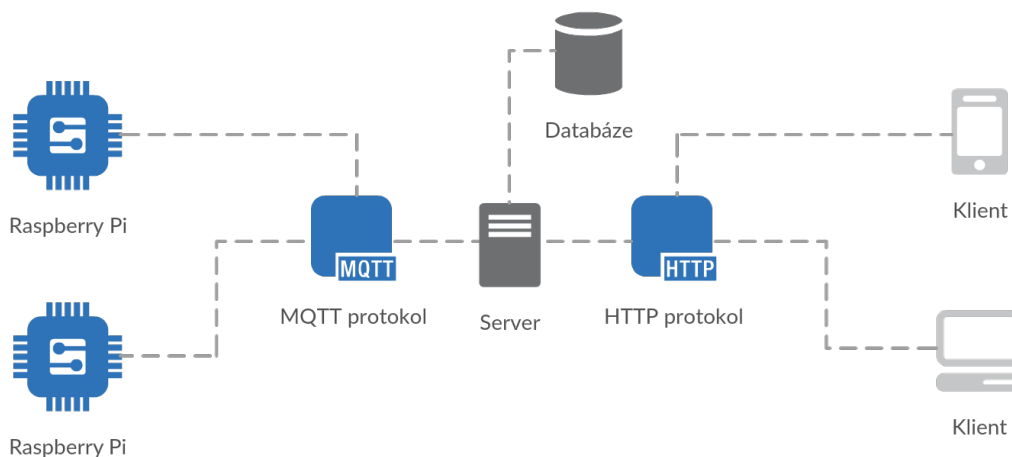 Databáze
Raspberry Pi
Klient
MQTT
HTTP
MQTT protokol
Server
HTTP protokol
Raspberry Pi
Klient